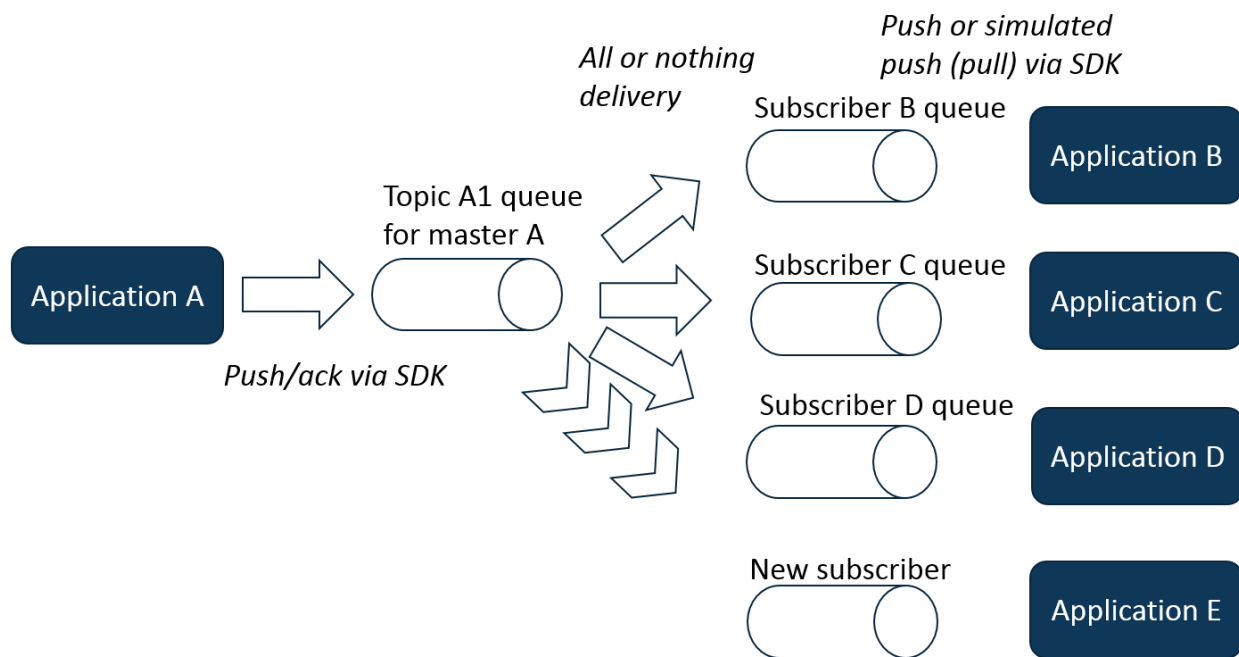 Push or simulated
push (pull) via SDK
All or nothing
delivery
Subscriber B queue
Application B
Topic A1 queue
for master A
Application A
Push/ack via SDK
Subscriber C queue
Application C
Subscriber D queue
Application D
New subscriber
Application E